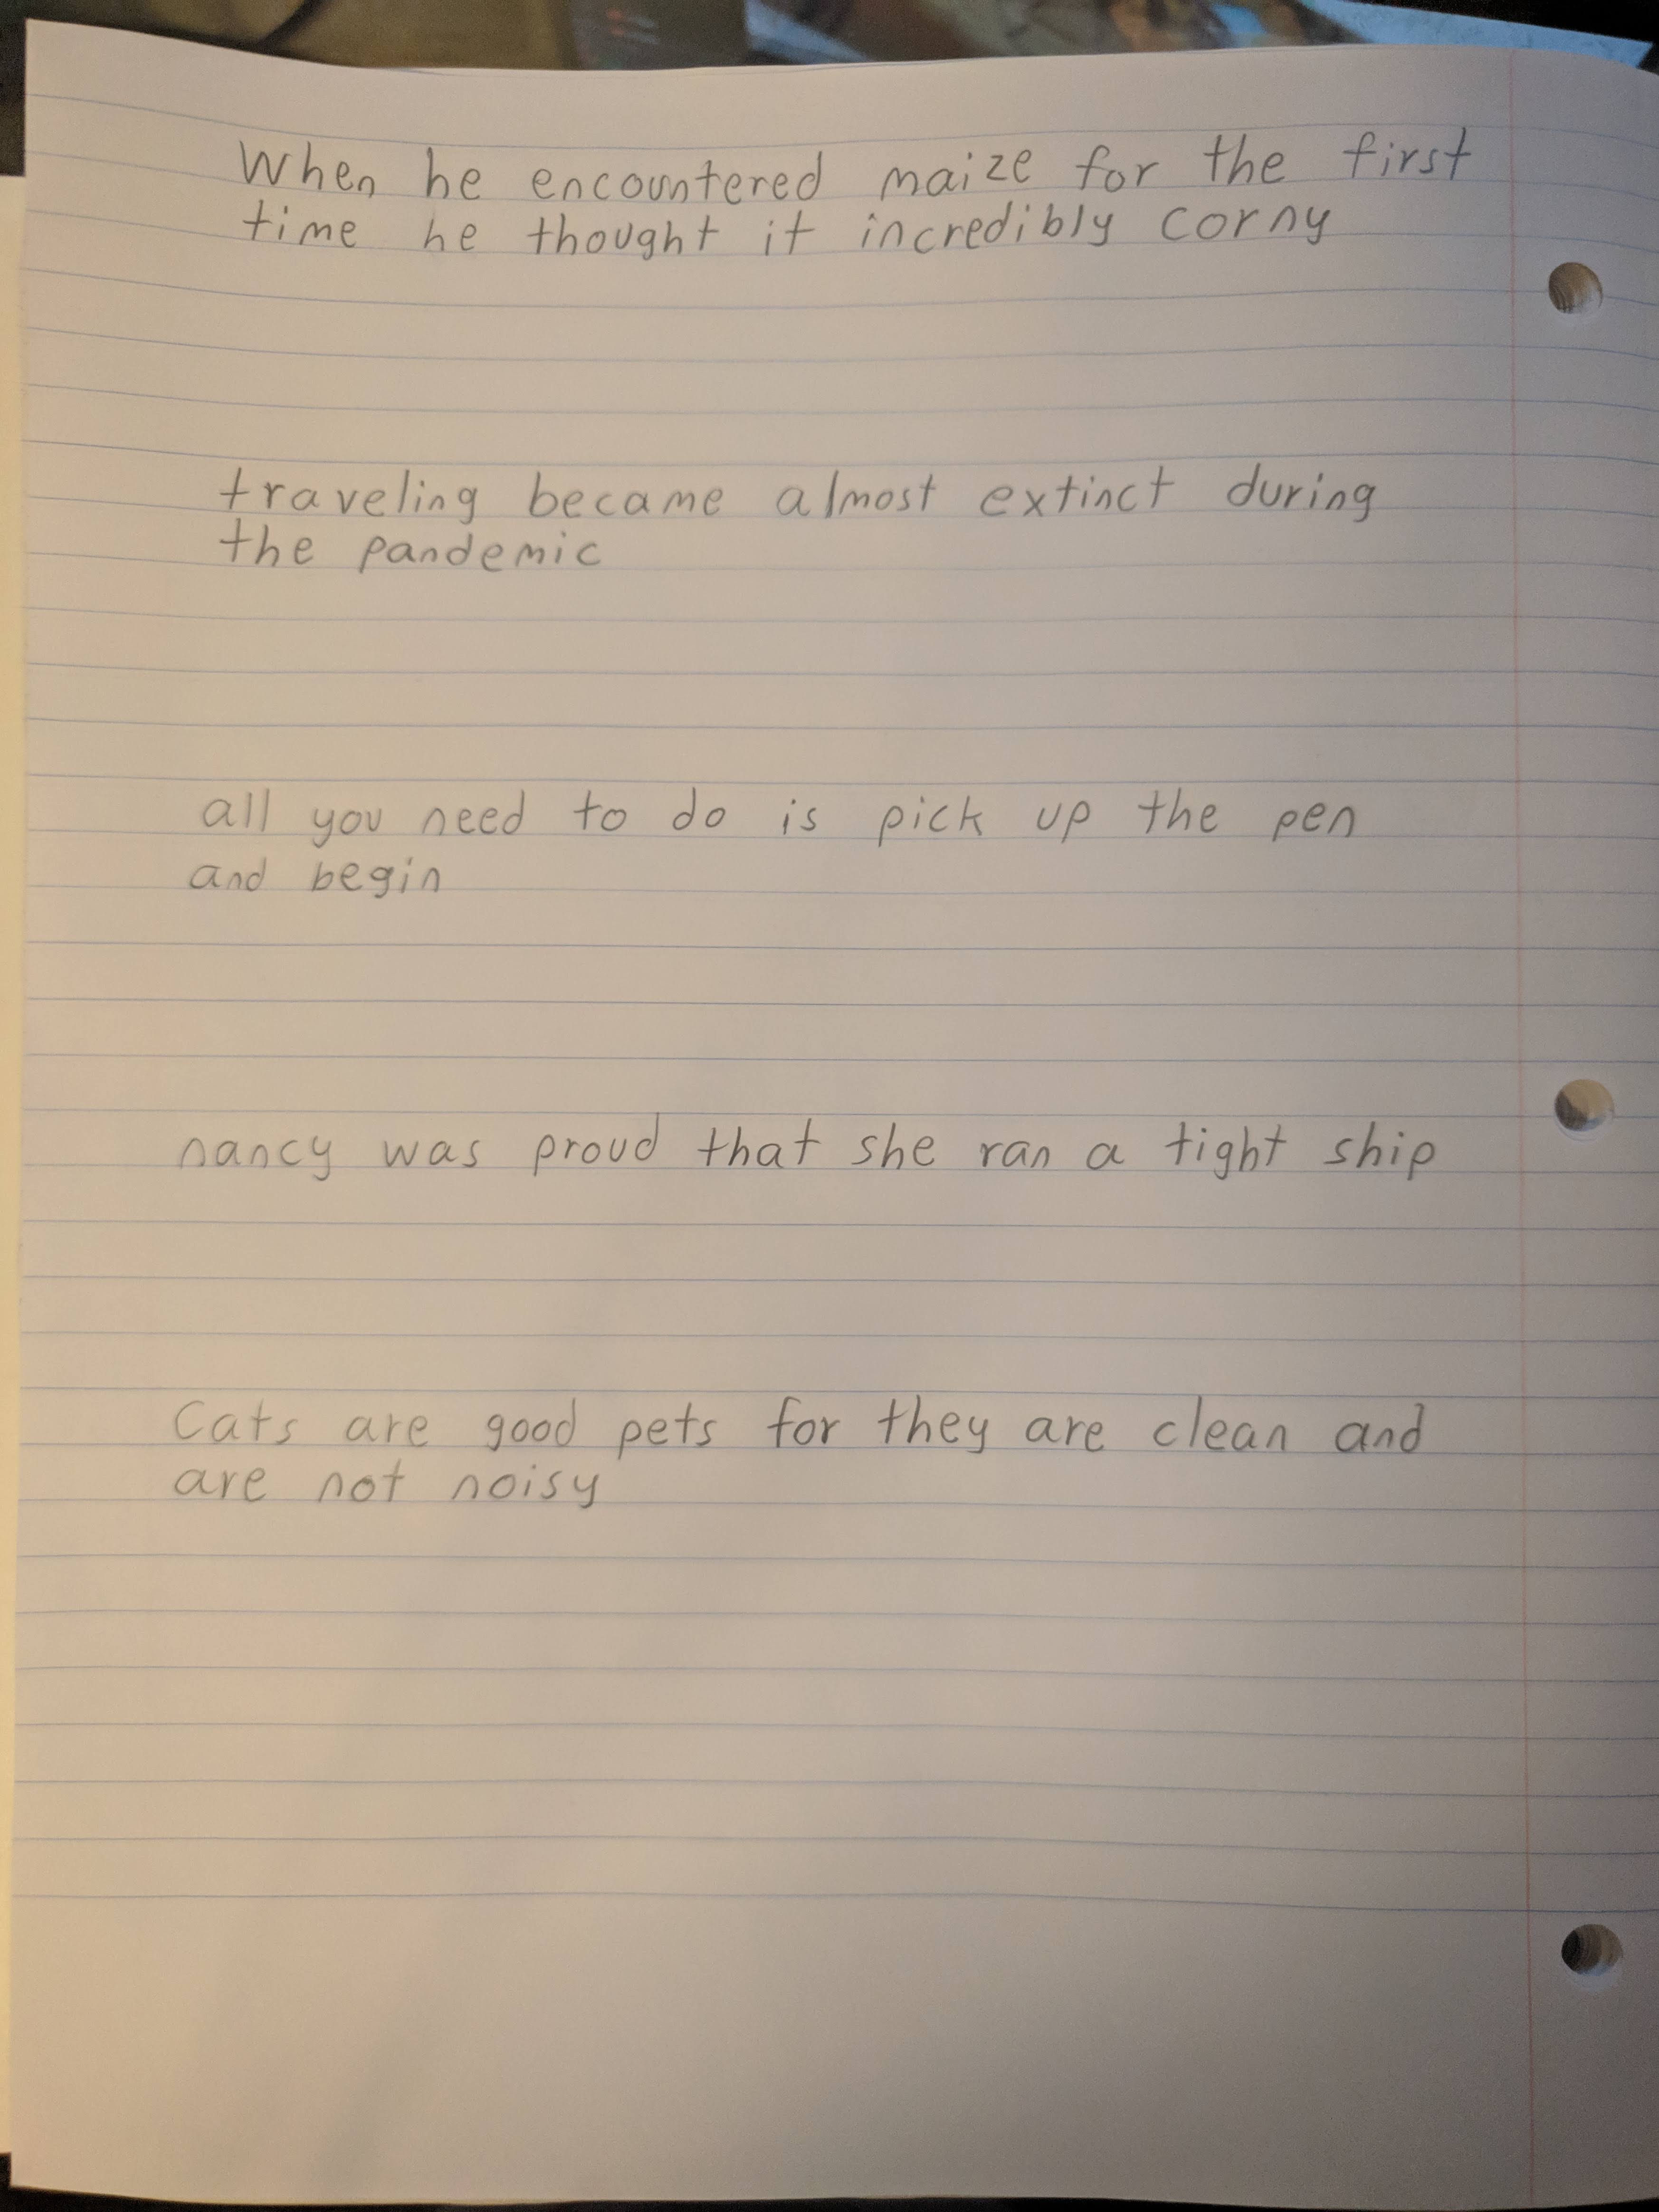 When he encountered maize for the first
time he thought it incredibly corny
traveling became almost extinct during
the pandemic
all you need to do is pick up the pen
and begin
nancy was proud that she ran a tight ship
Cats are good pets for they are clean and
are not noisy